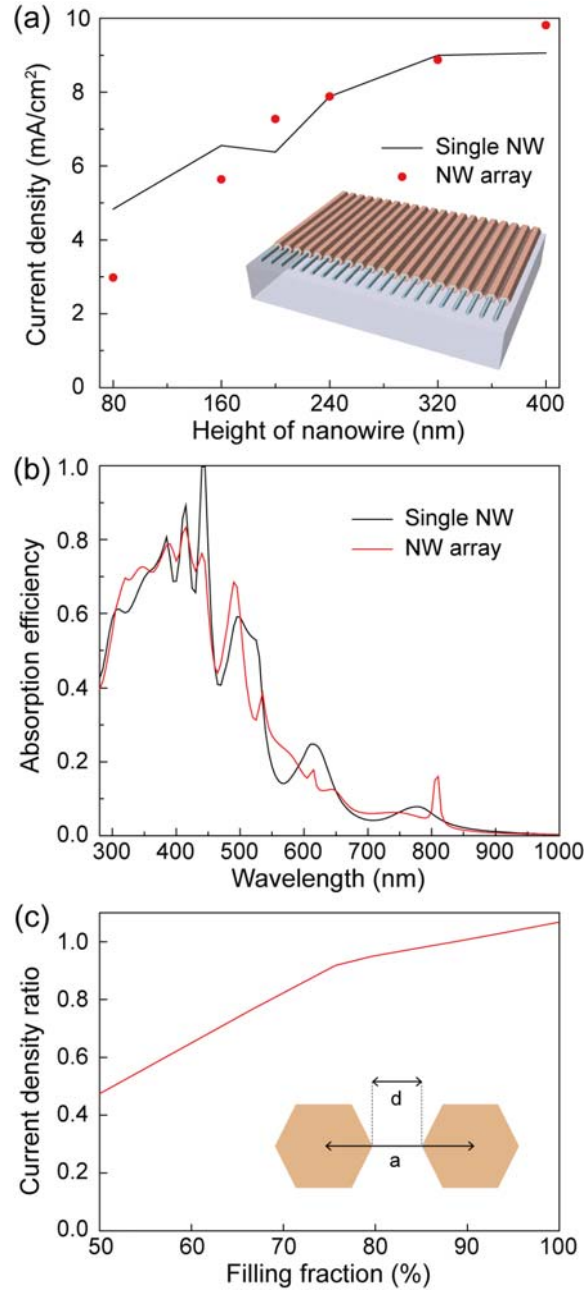 (a)
10
8
6
4
2
0
Current density (mA/cm²)
Single NW
NW array
80 160 240 320 400
Height of nanowire (nm)
(b)
1.0
0.8
0.6
0.4
0.2
0.0
Absorption efficiency
Single NW
NW array
300 400 500 600 700 800 900 1000
Wavelength (nm)
(c)
1.0
0.8
0.6
0.4
0.2
0.0
Current density ratio
d
a
50 60 70 80 90 100
Filling fraction (%)